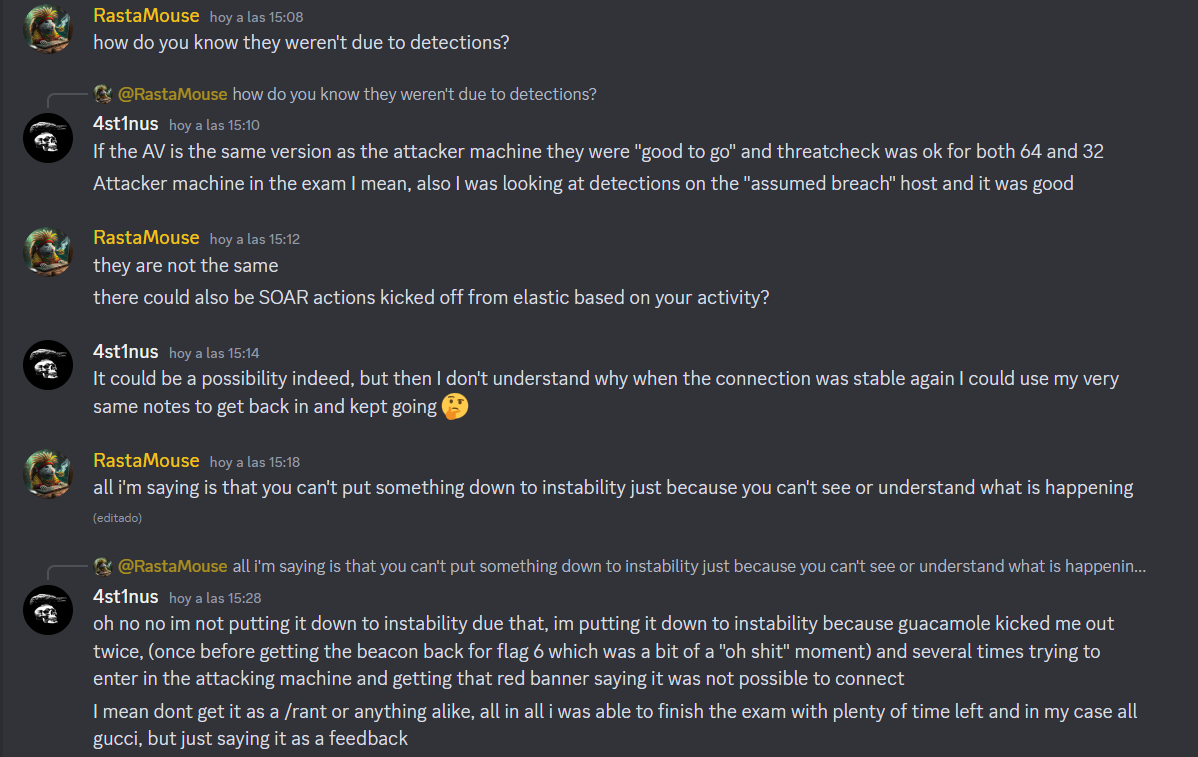 RastaMouse hoy a las 15:08
how do you know they weren't due to detections?
@RastaMouse how do you know they weren't due to detections?
4st1nus hoy a las 15:10
If the AV is the same version as the attacker machine they were "good to go" and threatcheck was ok for both 64 and 32
Attacker machine in the exam I mean, also I was looking at detections on the "assumed breach" host and it was good
RastaMouse hoy a las 15:12
they are not the same
there could also be SOAR actions kicked off from elastic based on your activity?
4st1nus hoy a las 15:14
It could be a possibility indeed, but then I don't understand why when the connection was stable again I could use my very
same notes to get back in and kept going 🤔
RastaMouse hoy a las 15:18
all i'm saying is that you can't put something down to instability just because you can't see or understand what is happening
(editado)
@RastaMouse all i'm saying is that you can't put something down to instability just because you can't see or understand what is happenin...
4st1nus hoy a las 15:28
oh no no im not putting it down to instability due that, im putting it down to instability because guacamole kicked me out
twice, (once before getting the beacon back for flag 6 which was a bit of a "oh shit" moment) and several times trying to
enter in the attacking machine and getting that red banner saying it was not possible to connect
I mean dont get it as a /rant or anything alike, all in all i was able to finish the exam with plenty of time left and in my case all
gucci, but just saying it as a feedback